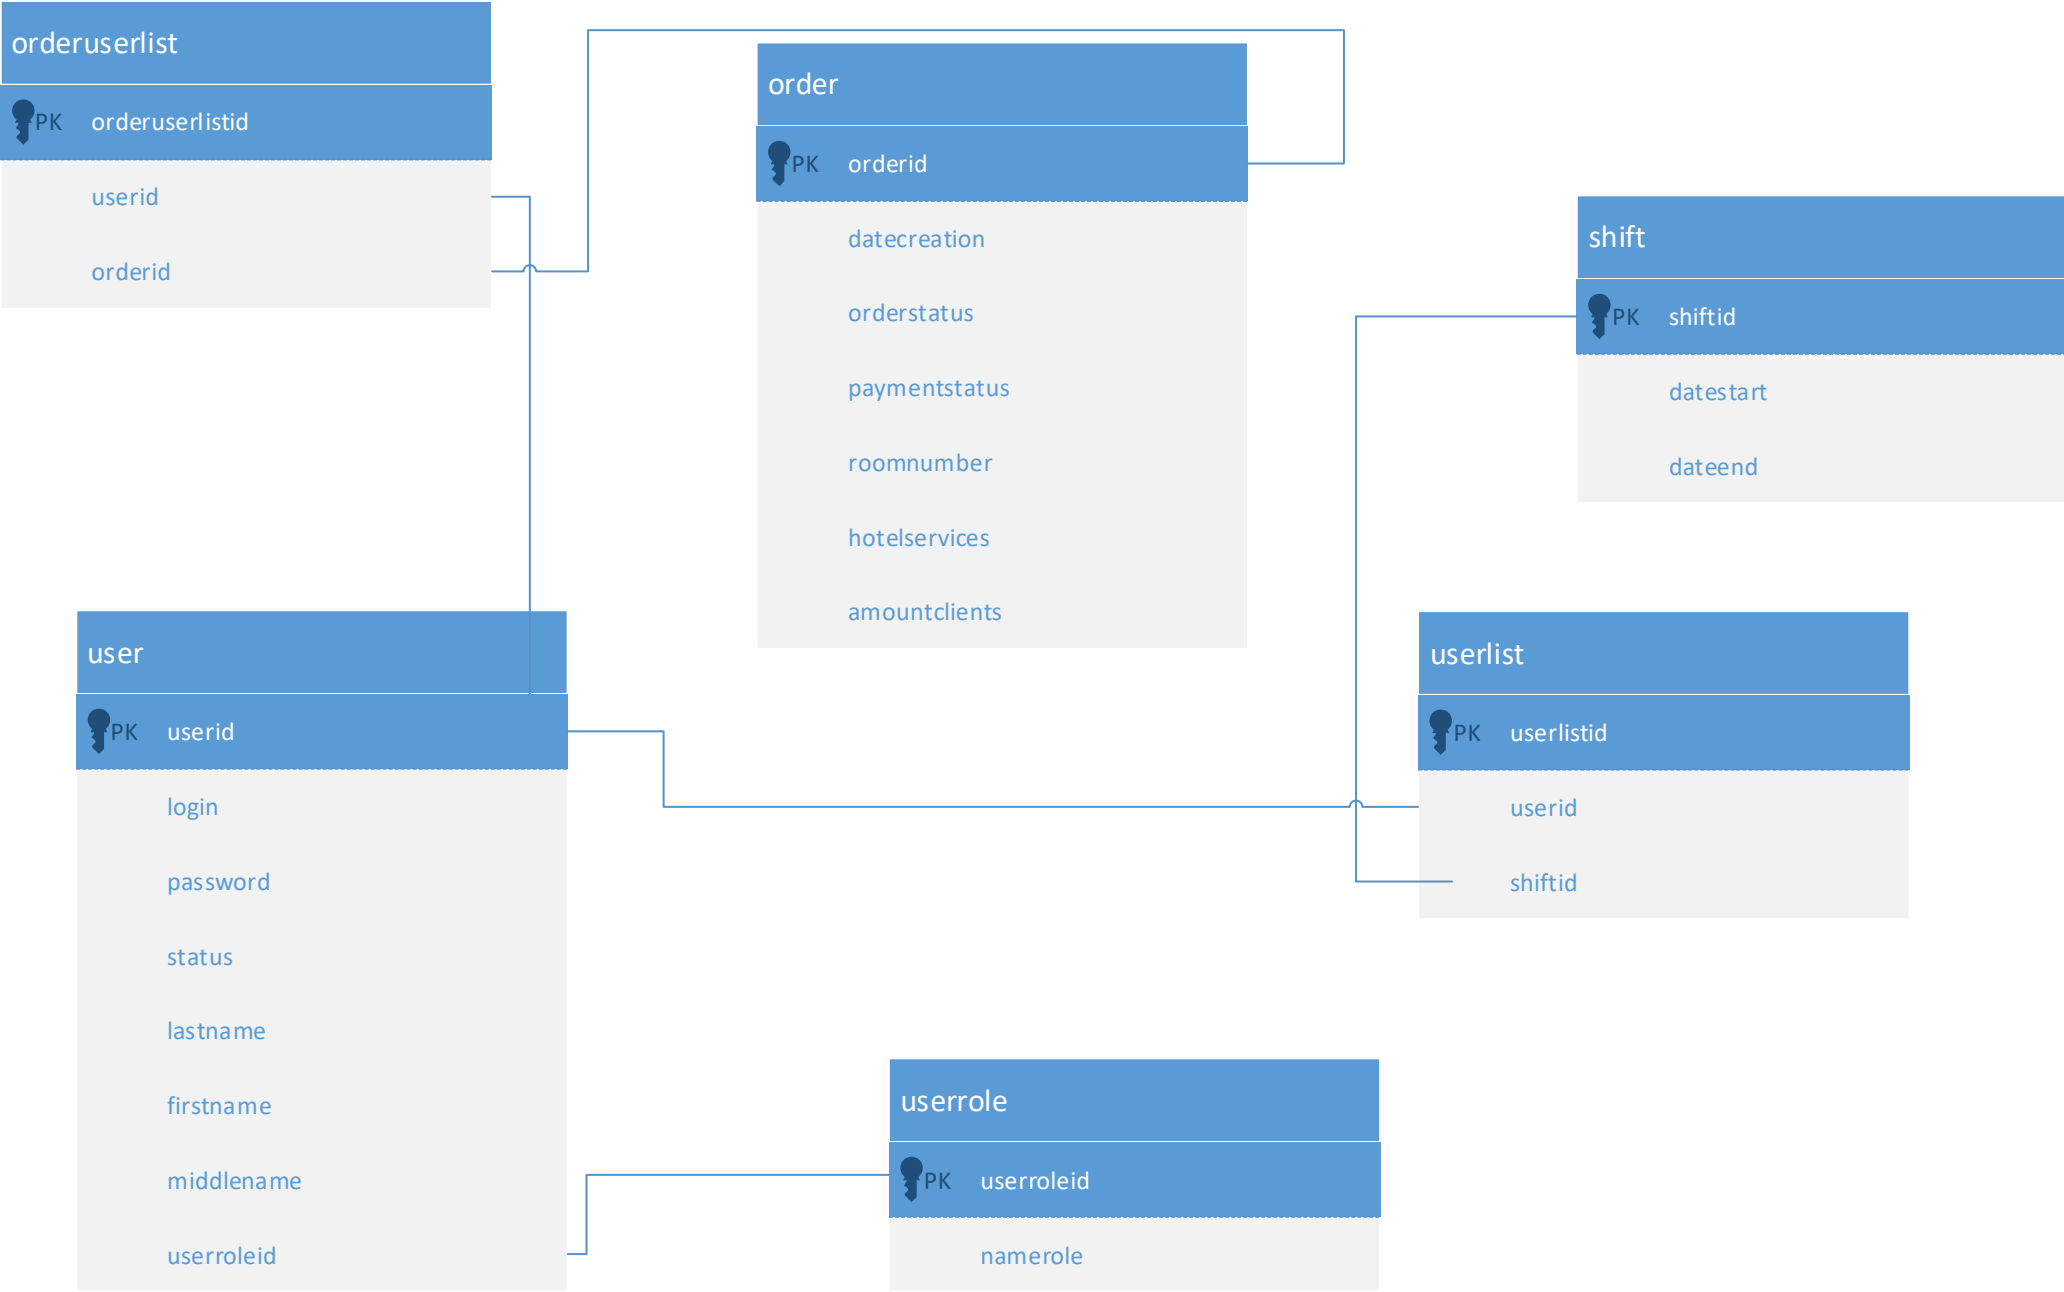 orderuserlist
PK orderuserlistid
userid
orderid
order
PK orderid
datecreation
orderstatus
paymentstatus
roomnumber
hotelservices
amountclients
shift
PK shiftid
datestart
dateend
user
PK userid
login
password
status
lastname
firstname
middlename
userroleid
userlist
PK userlistid
userid
shiftid
userrole
PK userroleid
namerole